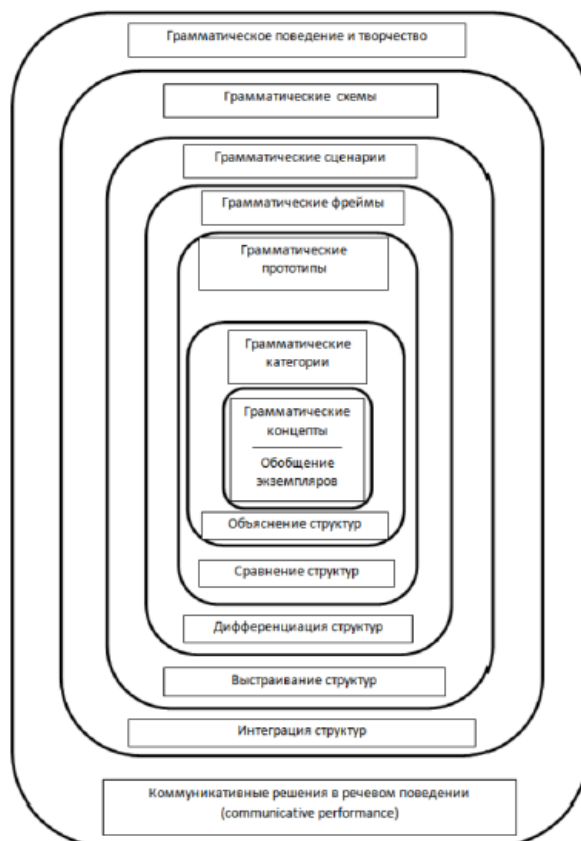 Грамматическое поведение и творчество
Грамматические схемы
Грамматические сценарии
Грамматические фреймы
Грамматические
прототипы
Грамматические
категории
Грамматические
концепты
Обобщение
экземпляров
Объяснение структур
Сравнение структур
Дифференциация структур
Выстраивание структур
Интеграция структур
Коммуникативные решения в речевом поведении
(communicative performance)